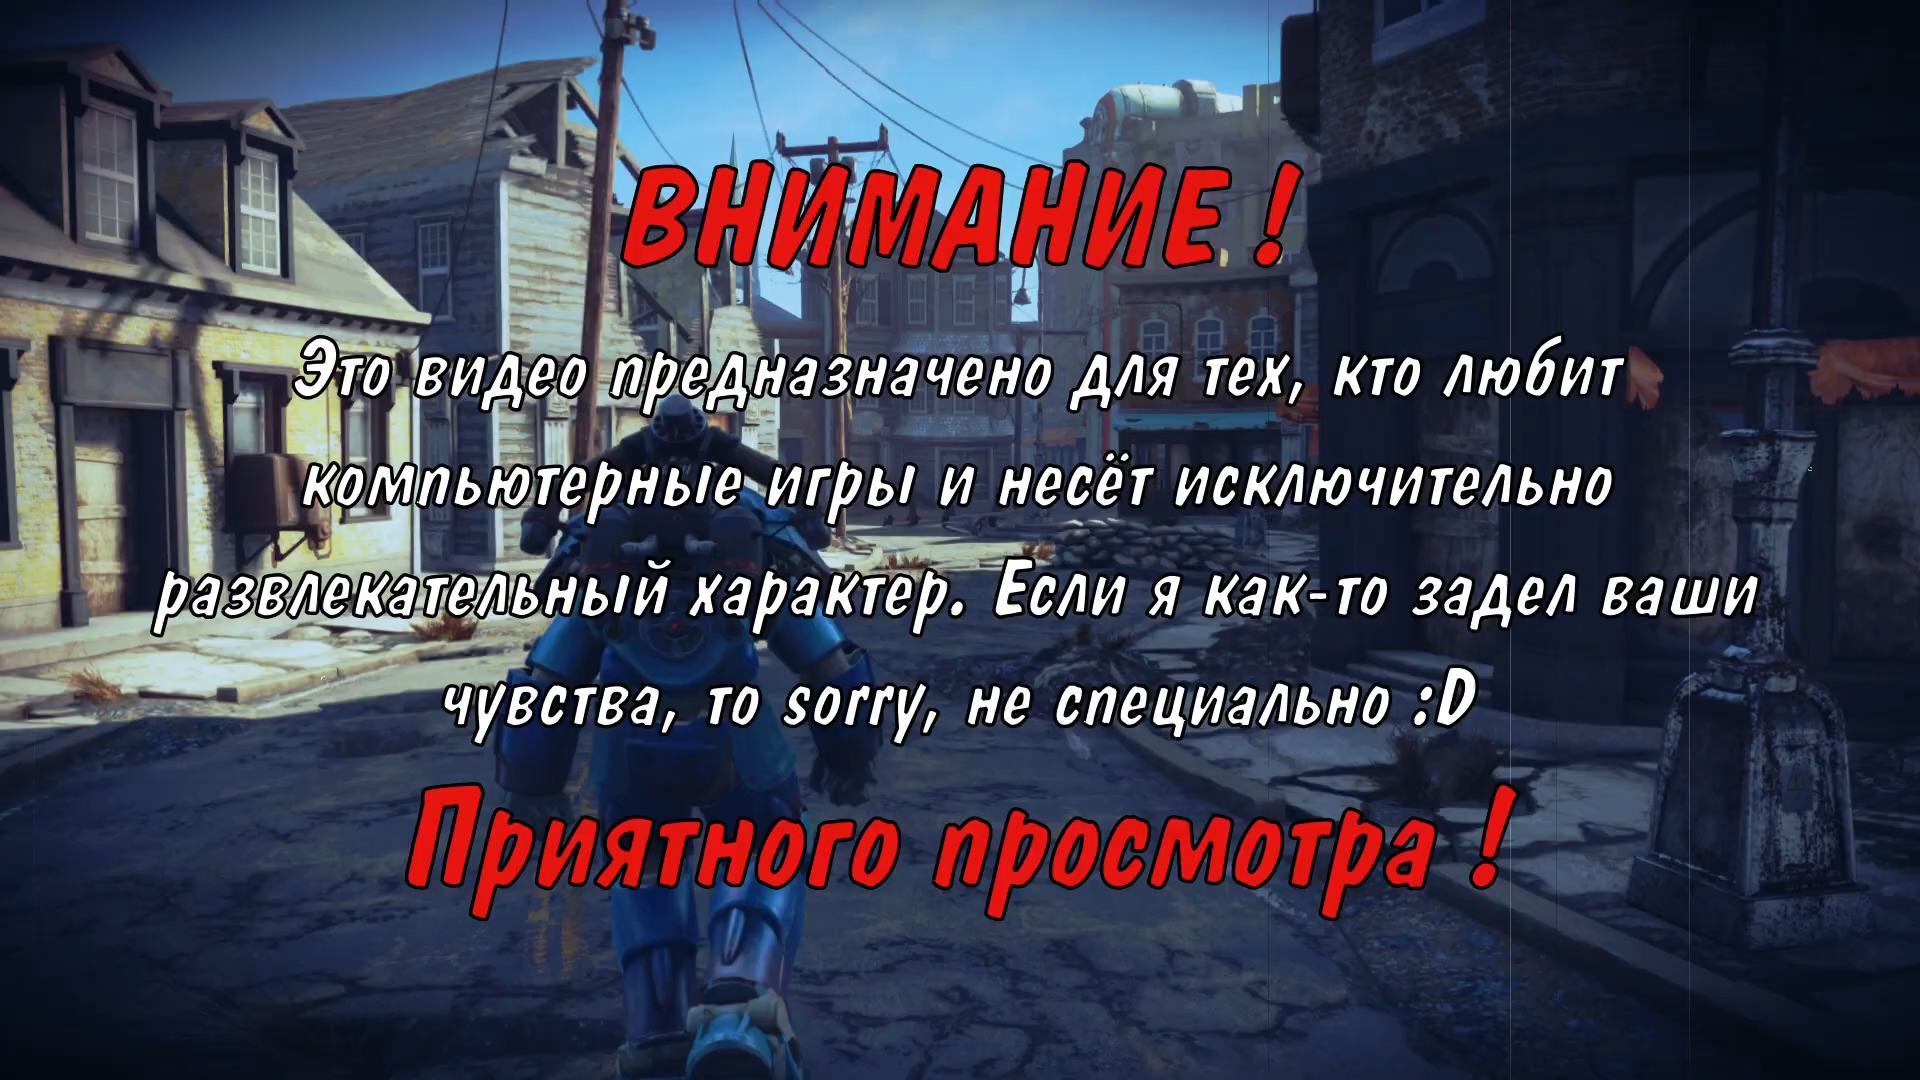 ВНИМАНИЕ !
Это видео предназначено для тех, кто любит
компьютерные игры и несёт исключительно
развлекательный характер. Если я как-то задел ваши
чувства, то sorry, не специально :D
Приятного просмотра !